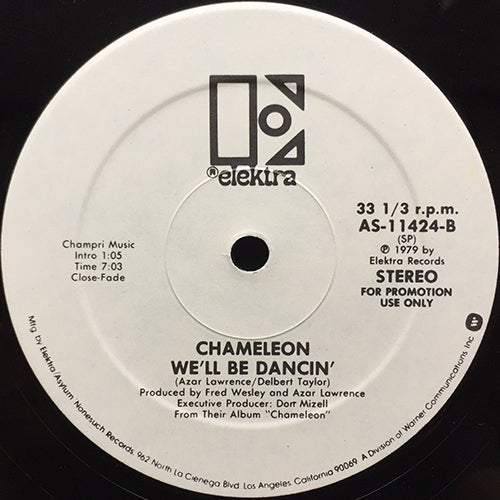 ® elektra
33 1/3 r.p.m.
AS-11424-B
(SP)
℗ 1979 by
Elektra Records
STEREO
FOR PROMOTION
USE ONLY
Champri Music
Intro 1:05
Time 7:03
Close-Fade
CHAMELEON
WE'LL BE DANCIN'
(Azar Lawrence/Delbert Taylor)
Produced by Fred Wesley and Azar Lawrence
Executive Producer: Dort Mizell
From Their Album "Chameleon"
Mfg by Elektra/Asylum Nonesuch Records. 962 North La Cienega Blvd Los Angeles. California 90069 A Division of Warner Communications Inc